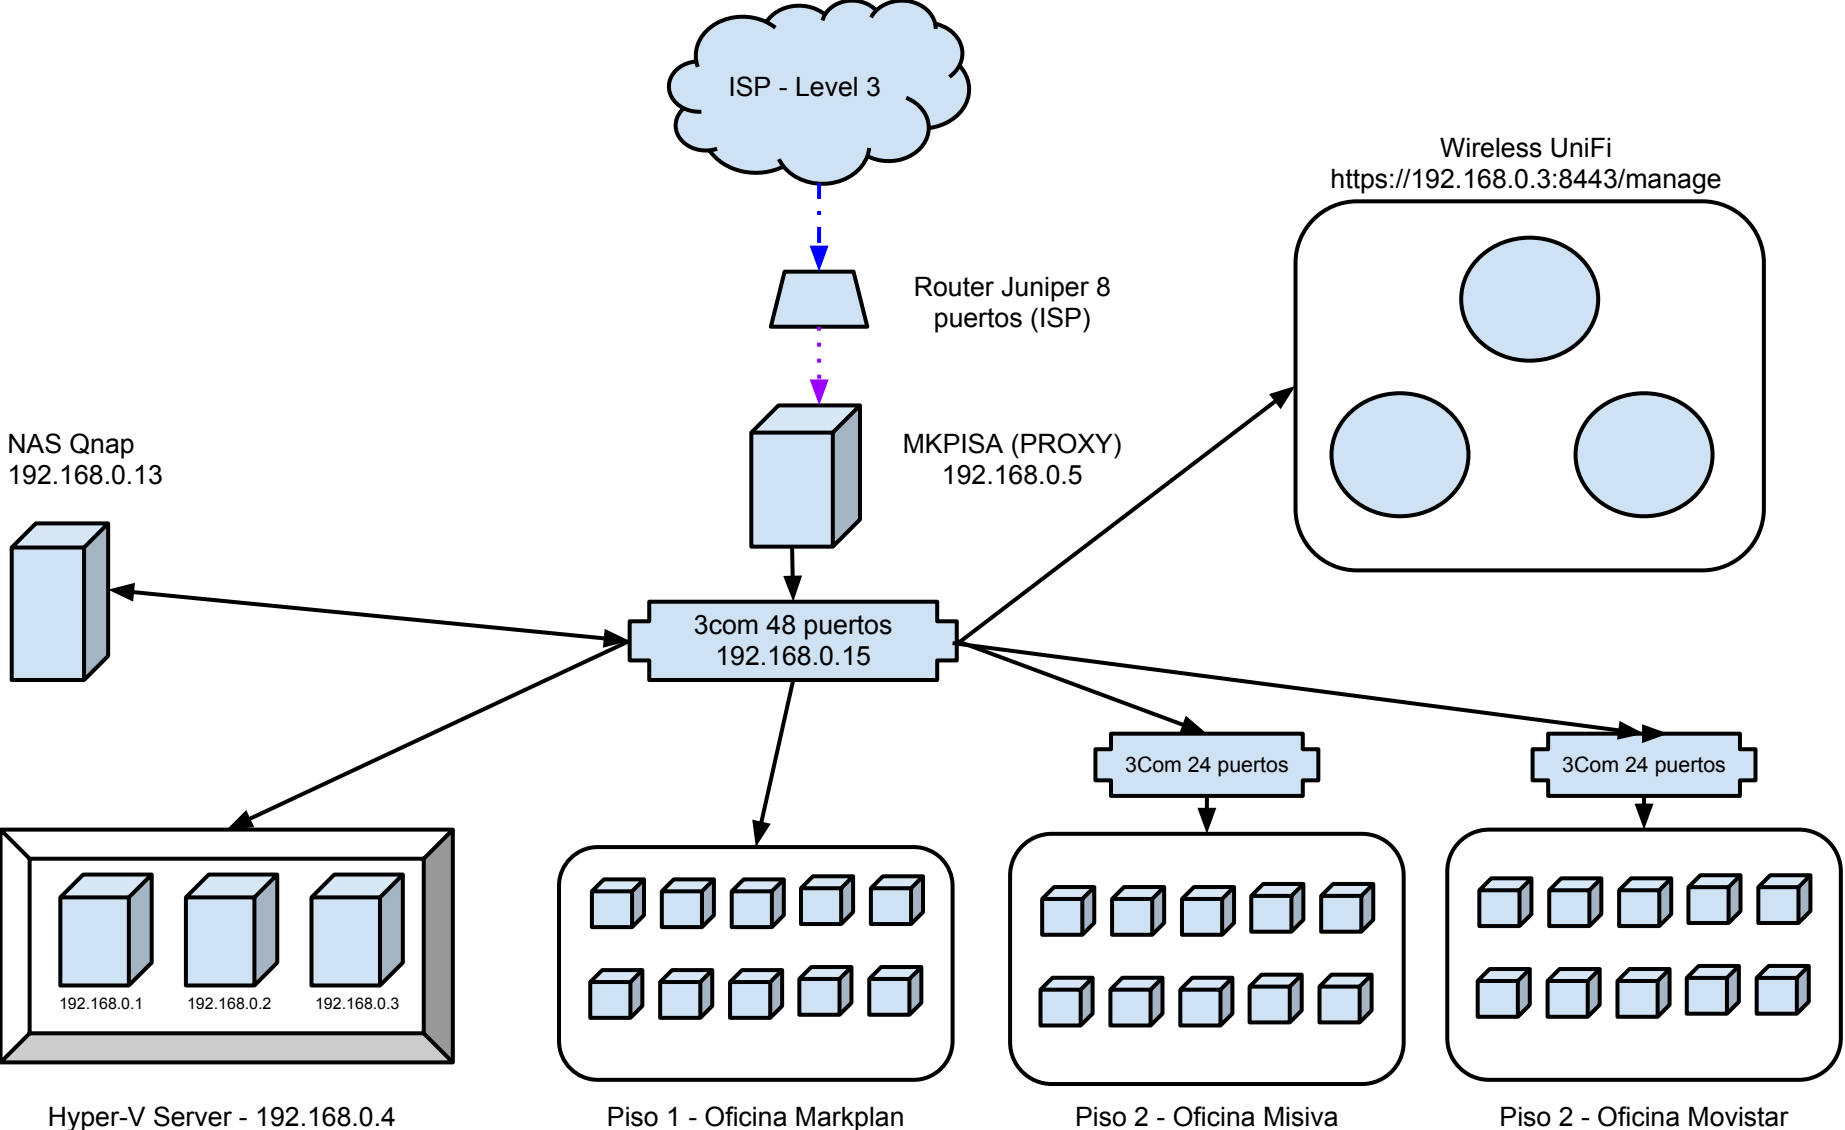 ISP - Level 3
Wireless UniFi
https://192.168.0.3:8443/manage
Router Juniper 8
puertos (ISP)
NAS Qnap
192.168.0.13
MKPISA (PROXY)
192.168.0.5
3com 48 puertos
192.168.0.15
3Com 24 puertos
3Com 24 puertos
192.168.0.1
192.168.0.2
192.168.0.3
Hyper-V Server - 192.168.0.4
Piso 1 - Oficina Markplan
Piso 2 - Oficina Misiva
Piso 2 - Oficina Movistar